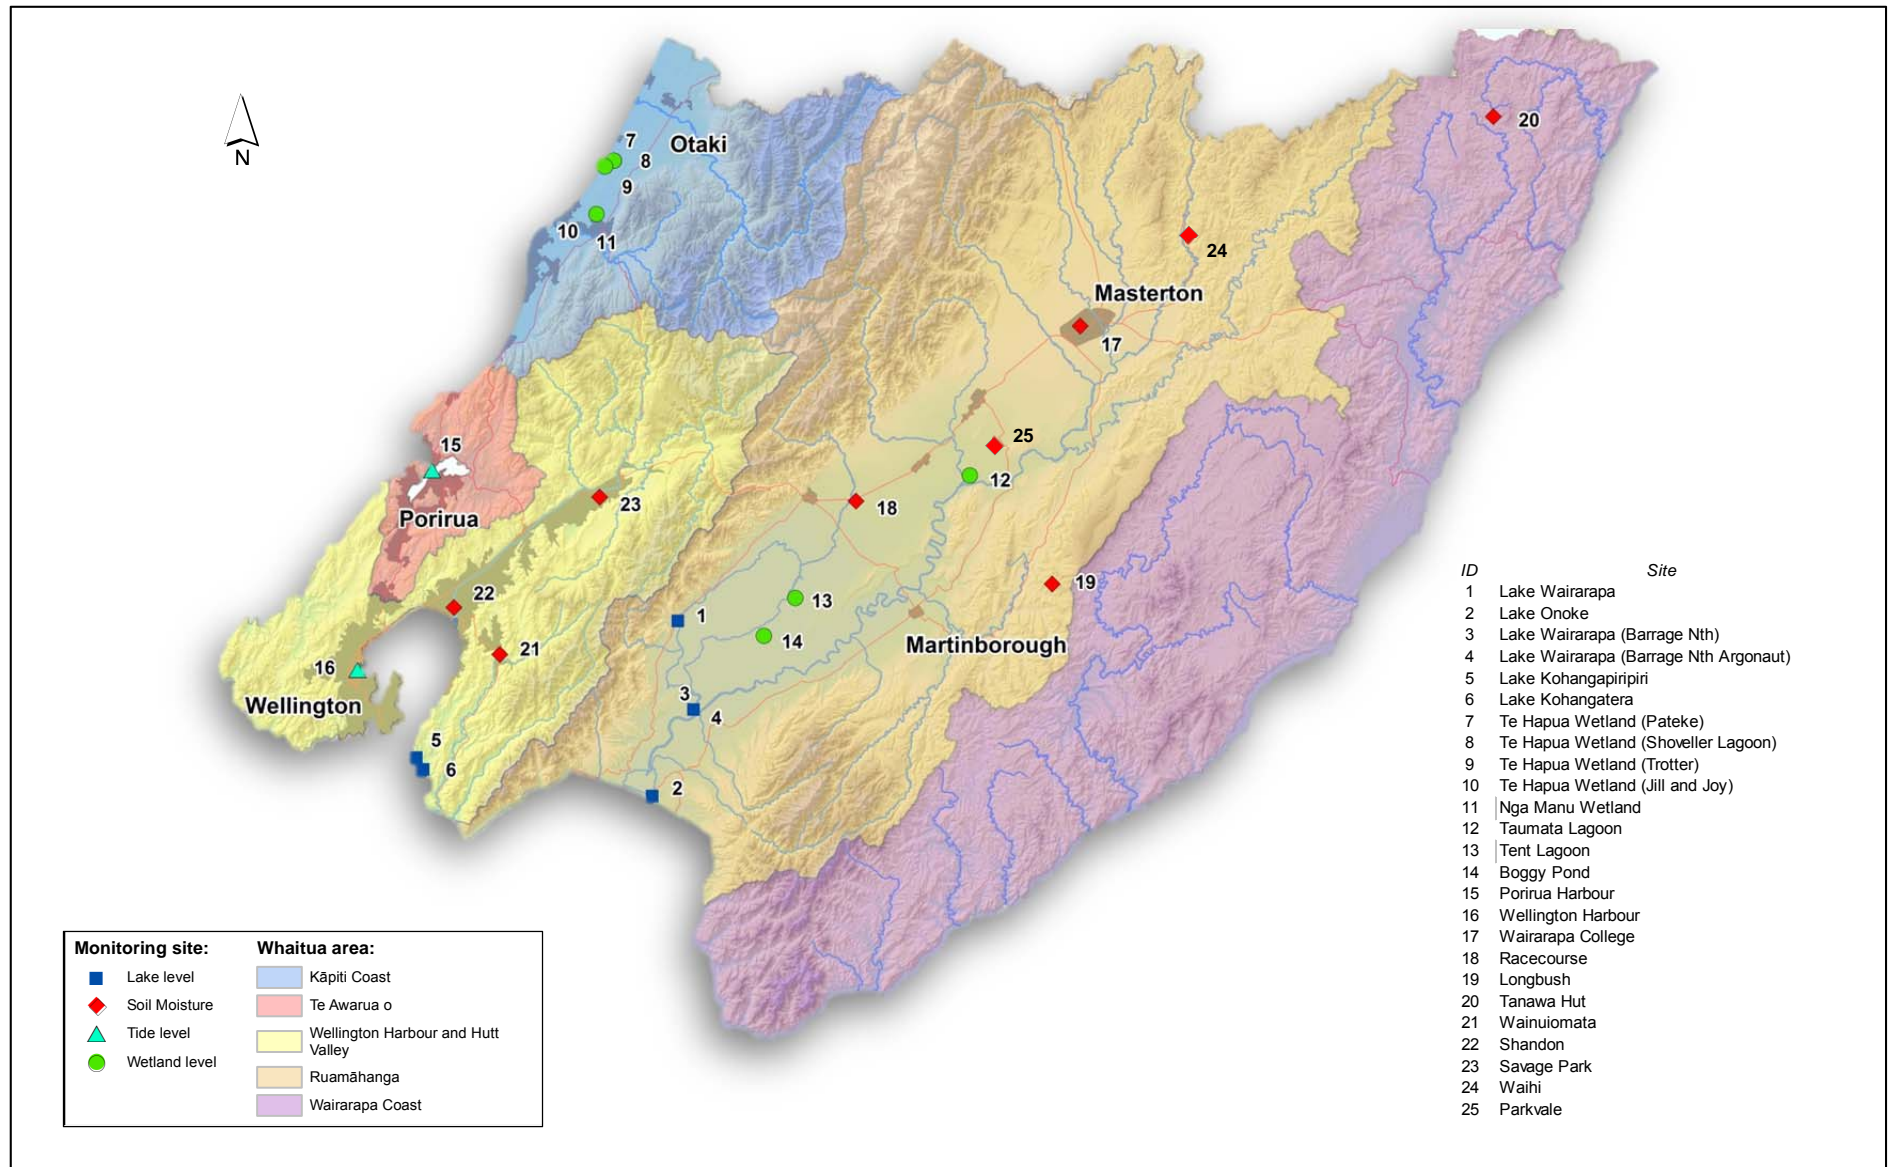 N
7
8
Otaki
9
10
11
20
24
Masterton
17
15
25
12
23
18
Porirua
19
22
13
1
14
21
Martinborough
16
3
4
Wellington
5
6
2
ID Site
1 Lake Wairarapa
2 Lake Onoke
3 Lake Wairarapa (Barrage Nth)
4 Lake Wairarapa (Barrage Nth Argonaut)
5 Lake Kohangapiripiri
6 Lake Kohangatera
7 Te Hapua Wetland (Pateke)
8 Te Hapua Wetland (Shoveller Lagoon)
9 Te Hapua Wetland (Trotter)
10 Te Hapua Wetland (Jill and Joy)
11 Nga Manu Wetland
12 Taumata Lagoon
13 Tent Lagoon
14 Boggy Pond
15 Porirua Harbour
16 Wellington Harbour
17 Wairarapa College
18 Racecourse
19 Longbush
20 Tanawa Hut
21 Wainuiomata
22 Shandon
23 Savage Park
24 Waihi
25 Parkvale
Monitoring site:
Lake level
Soil Moisture
Tide level
Wetland level
Whaitua area:
Kāpiti Coast
Te Awarua o
Wellington Harbour and Hutt
Valley
Ruamāhanga
Wairarapa Coast